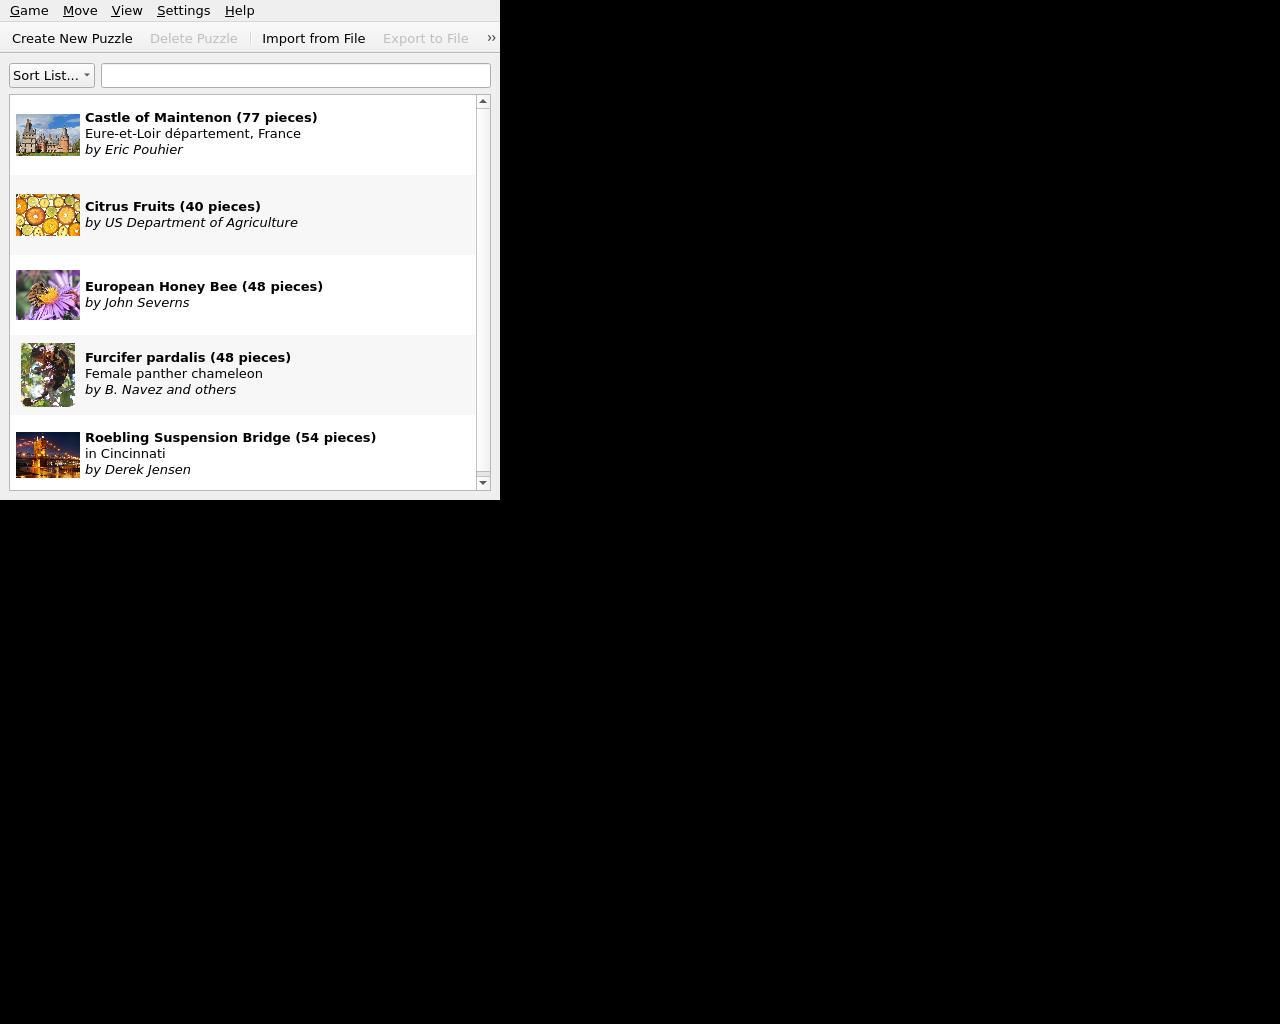 Game Move View Settings Help
Create New Puzzle Delete Puzzle Import from File Export to File ››
Sort List...
Castle of Maintenon (77 pieces)
Eure-et-Loir département, France
by Eric Pouhier
Citrus Fruits (40 pieces)
by US Department of Agriculture
European Honey Bee (48 pieces)
by John Severns
Furcifer pardalis (48 pieces)
Female panther chameleon
by B. Navez and others
Roebling Suspension Bridge (54 pieces)
in Cincinnati
by Derek Jensen